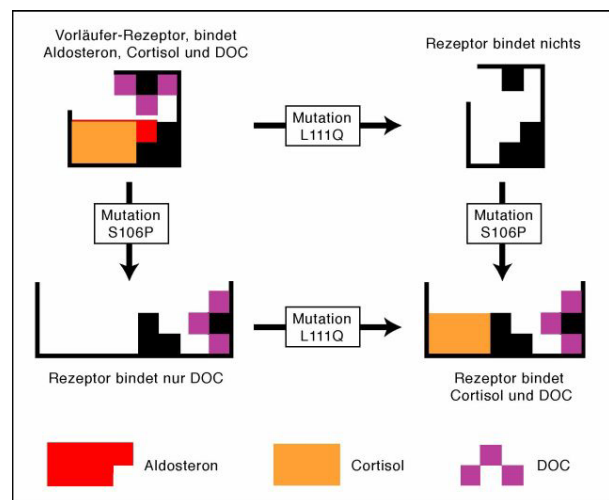 Vorläufer-Rezeptor, bindet
Aldosteron, Cortisol und DOC
Rezeptor bindet nichts
Mutation
L111Q
Mutation
S106P
Mutation
S106P
Mutation
L111Q
Rezeptor bindet nur DOC
Rezeptor bindet
Cortisol und DOC
Aldosteron
Cortisol
DOC